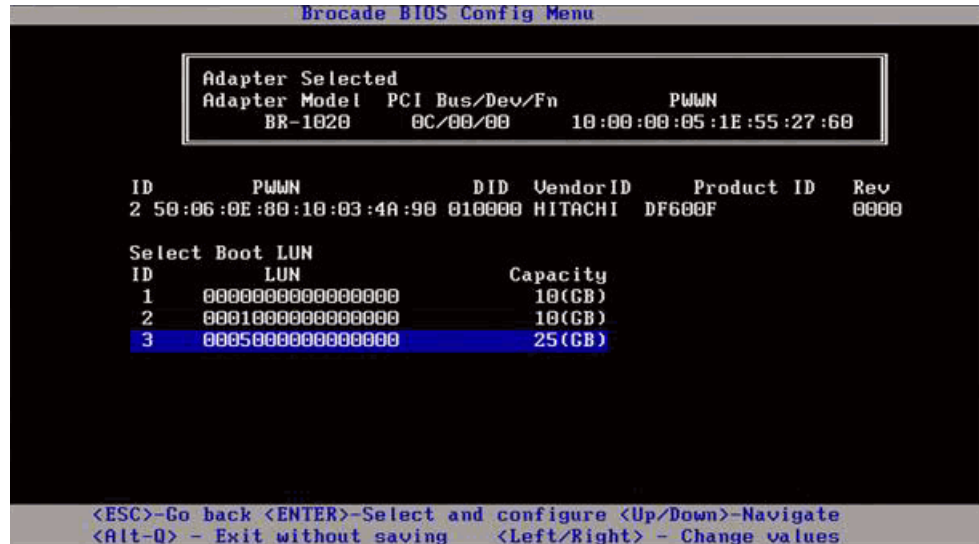 Brocade BIOS Config Menu
Adapter Selected
Adapter Model PCI Bus/Dev/Fn PWWN
BR-1020 0C/00/00 10:00:00:05:1E:55:27:60
ID PWWN DID VendorID Product ID Rev
2 50:06:0E:80:10:03:4A:90 010000 HITACHI DF600F 0000
Select Boot LUN
ID LUN Capacity
1 0000000000000000 10(GB)
2 0001000000000000 10(GB)
3 0005000000000000 25(GB)
<ESC>-Go back <ENTER>-Select and configure <Up/Down>-Navigate
<Alt-Q> - Exit without saving <Left/Right> - Change values